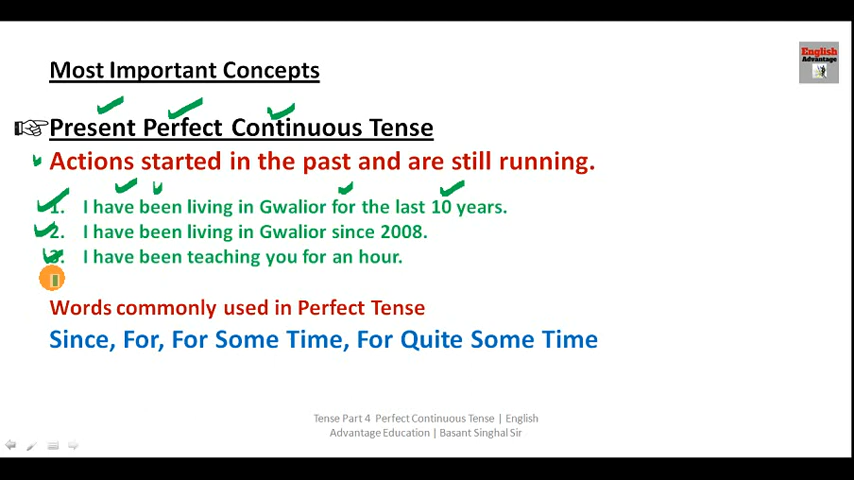 English
Advantage
Most Important Concepts
Present Perfect Continuous Tense
Actions started in the past and are still running.
1. I have been living in Gwalior for the last 10 years.
2. I have been living in Gwalior since 2008.
3. I have been teaching you for an hour.
Words commonly used in Perfect Tense
Since, For, For Some Time, For Quite Some Time
Tense Part 4 Perfect Continuous Tense | English
Advantage Education | Basant Singhal Sir